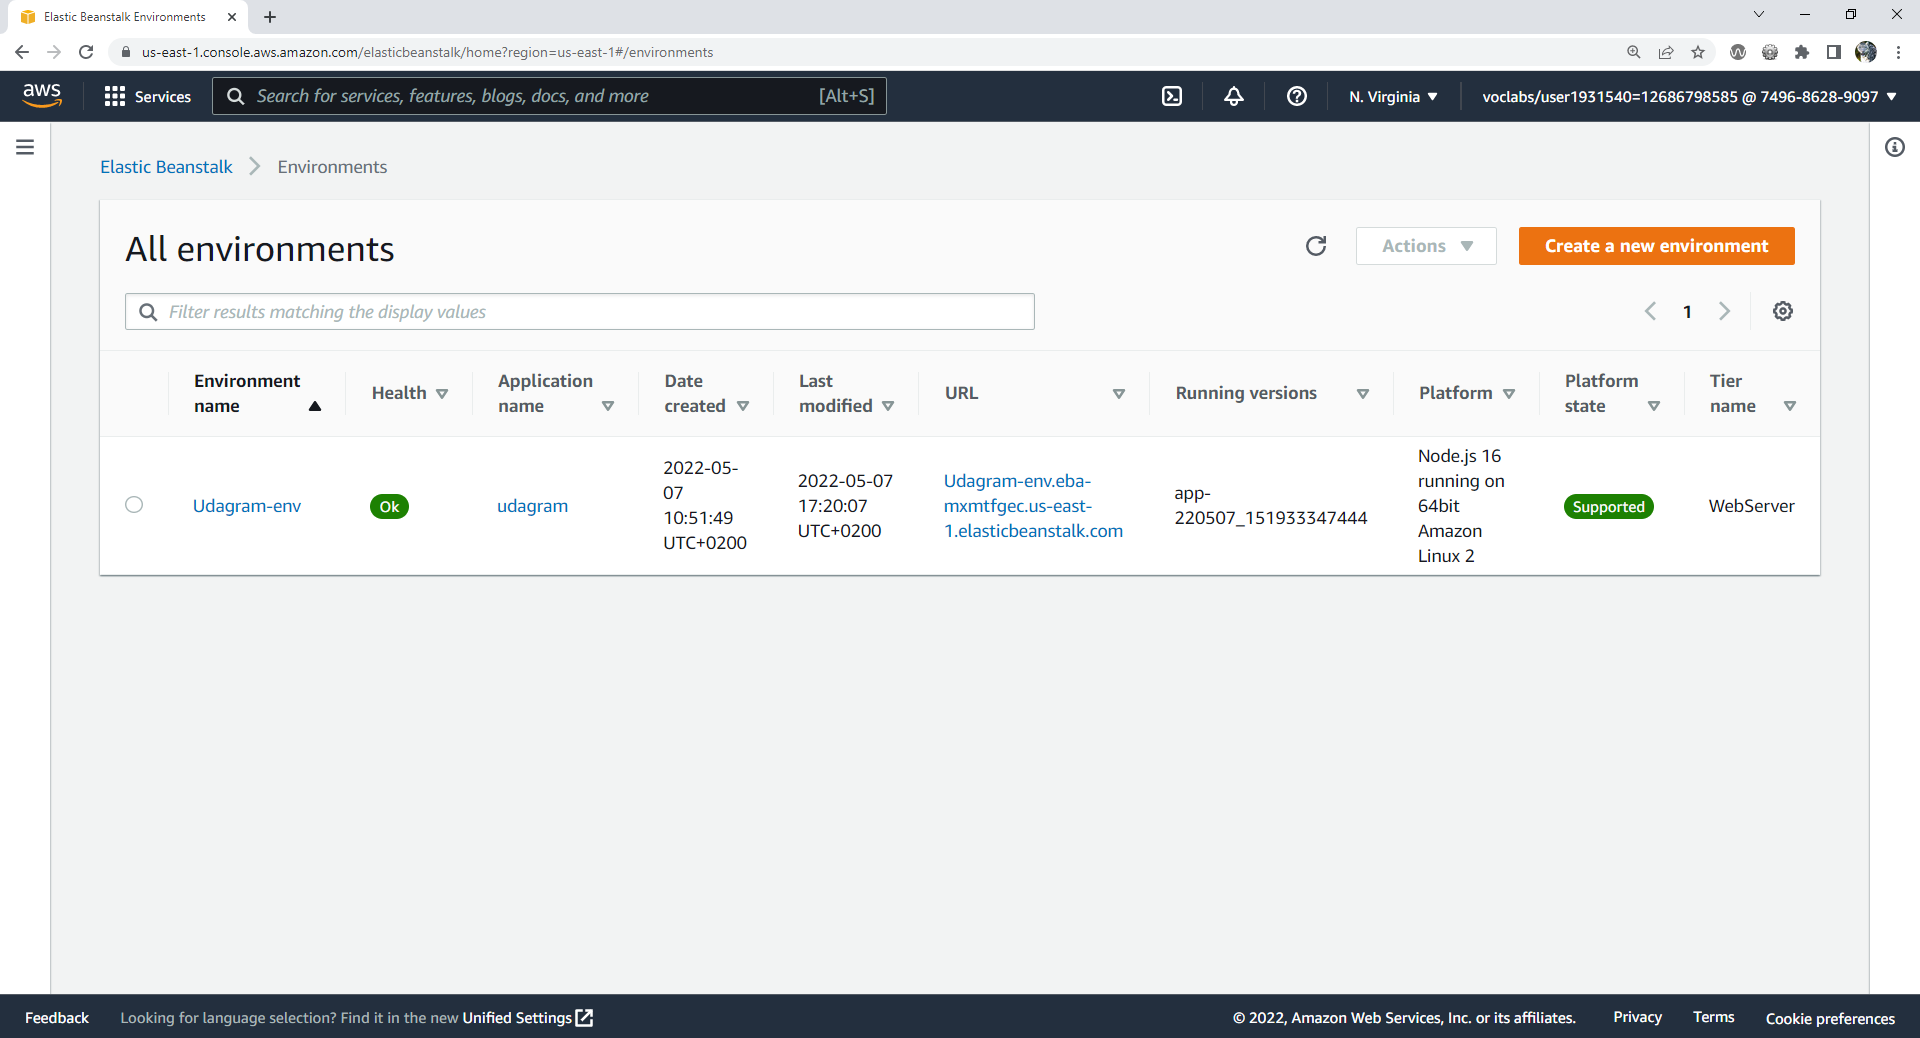 Elastic Beanstalk Environments
us-east-1.console.aws.amazon.com/elasticbeanstalk/home?region=us-east-1#/environments
aws
Services
Search for services, features, blogs, docs, and more
[Alt+S]
N. Virginia
voclabs/user1931540=12686798585 @ 7496-8628-9097
Elastic Beanstalk
Environments
All environments
Actions
Create a new environment
Filter results matching the display values
1
Environment
name
Health
Application
name
Date
created
Last
modified
URL
Running versions
Platform
Platform
state
Tier
name
Udagram-env
Ok
udagram
2022-05-
07
10:51:49
UTC+0200
2022-05-07
17:20:07
UTC+0200
Udagram-env.eba-
mxmtfgec.us-east-
1.elasticbeanstalk.com
app-
220507_151933347444
Node.js 16
running on
64bit
Amazon
Linux 2
Supported
WebServer
Feedback
Looking for language selection? Find it in the new Unified Settings
© 2022, Amazon Web Services, Inc. or its affiliates.
Privacy
Terms
Cookie preferences